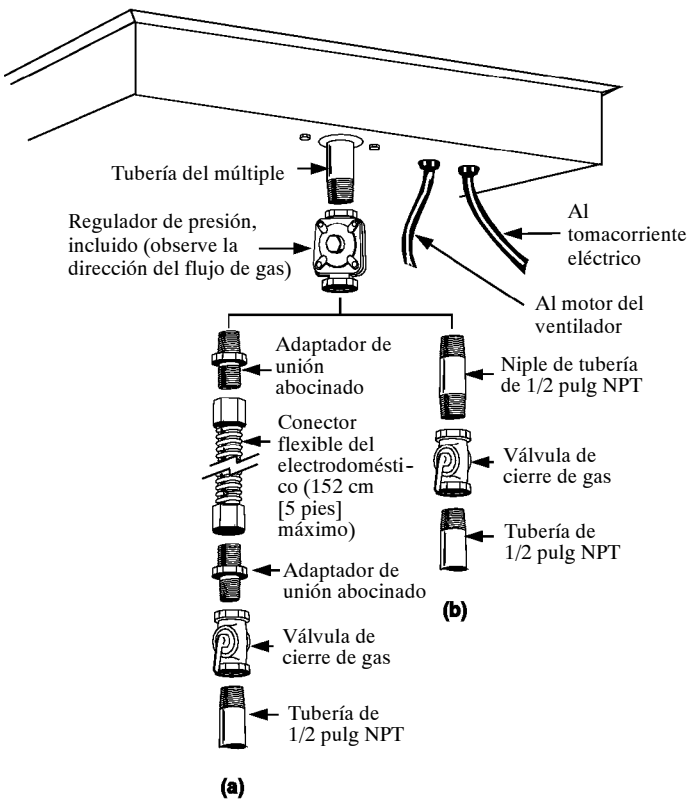 Tubería del múltiple
Regulador de presión,
incluido (observe la
dirección del flujo de gas)
Al
tomacorriente
eléctrico
Al motor del
ventilador
Adaptador de
unión
abocinado
Conector
flexible del
electrodomésti-
co (152 cm
[5 pies]
máximo)
Adaptador de
unión abocinado
Válvula de
cierre de gas
Tubería de
1/2 pulg NPT
(a)
Niple de tubería
de 1/2 pulg NPT
Válvula de
cierre de gas
Tubería de
1/2 pulg NPT
(b)